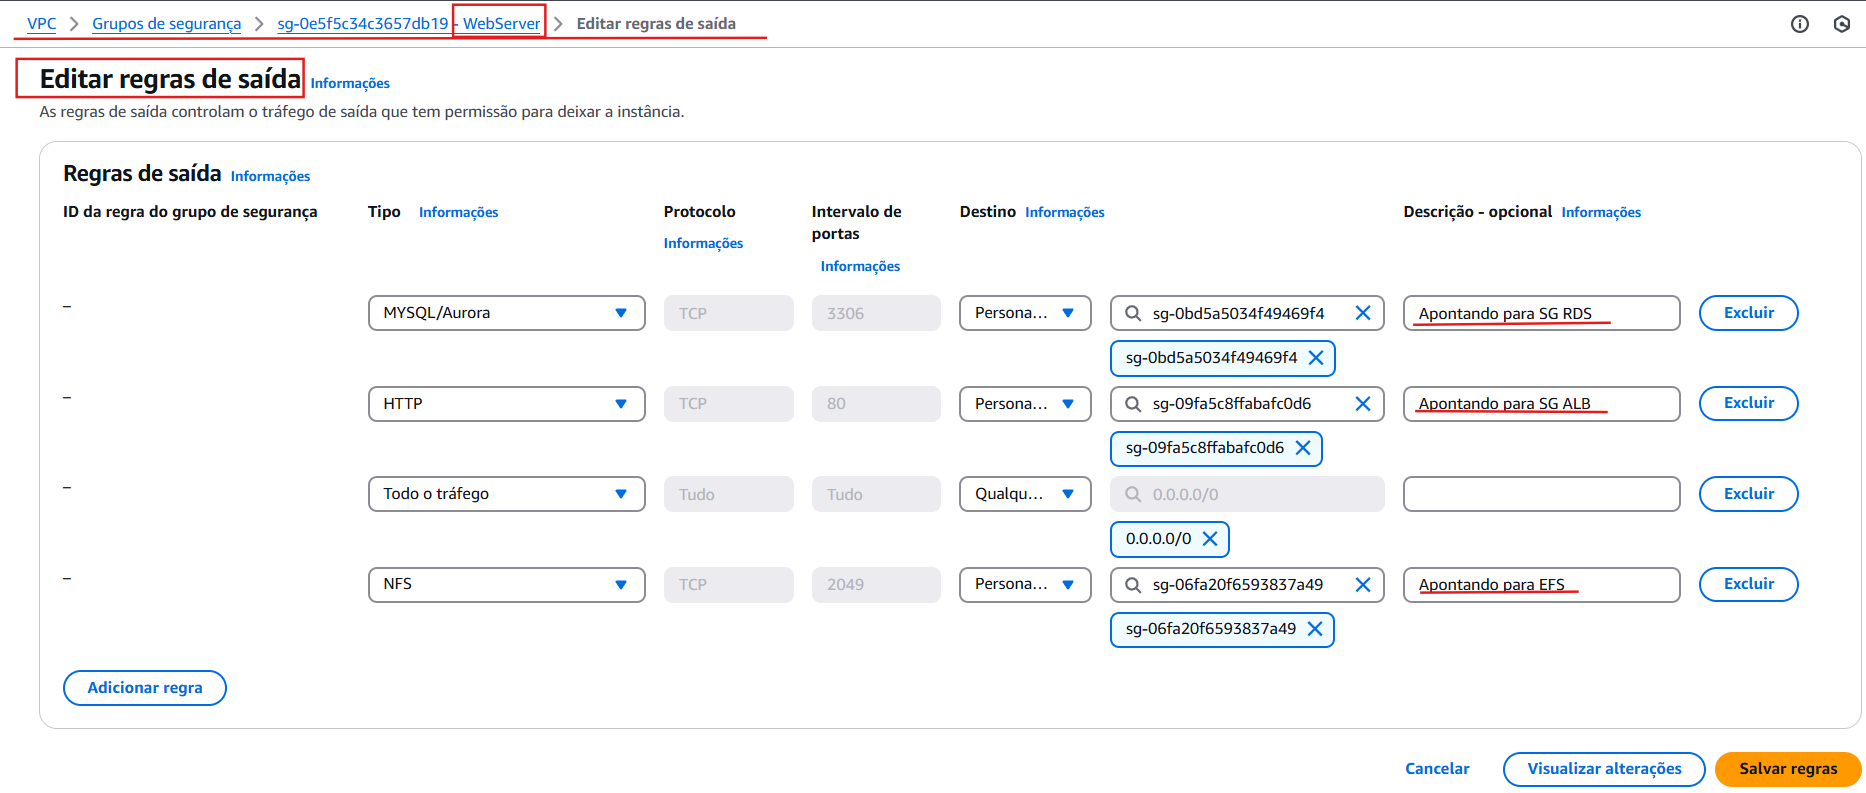 VPC > Grupos de segurança > sg-0e5f5c34c3657db19 - WebServer > Editar regras de saída
Editar regras de saída Informações
As regras de saída controlam o tráfego de saída que tem permissão para deixar a instância.
Regras de saída Informações
ID da regra do grupo de segurança
Tipo Informações
Protocolo
Informações
Intervalo de
portas
Informações
Destino Informações
Descrição - opcional Informações
– MYSQL/Aurora TCP 3306 Persona... sg-0bd5a5034f49469f4 Apontando para SG RDS Excluir
sg-0bd5a5034f49469f4
– HTTP TCP 80 Persona... sg-09fa5c8ffabafc0d6 Apontando para SG ALB Excluir
sg-09fa5c8ffabafc0d6
– Todo o tráfego Tudo Tudo Qualqu... 0.0.0.0/0 Excluir
0.0.0.0/0
– NFS TCP 2049 Persona... sg-06fa20f6593837a49 Apontando para EFS Excluir
sg-06fa20f6593837a49
Adicionar regra
Cancelar Visualizar alterações Salvar regras